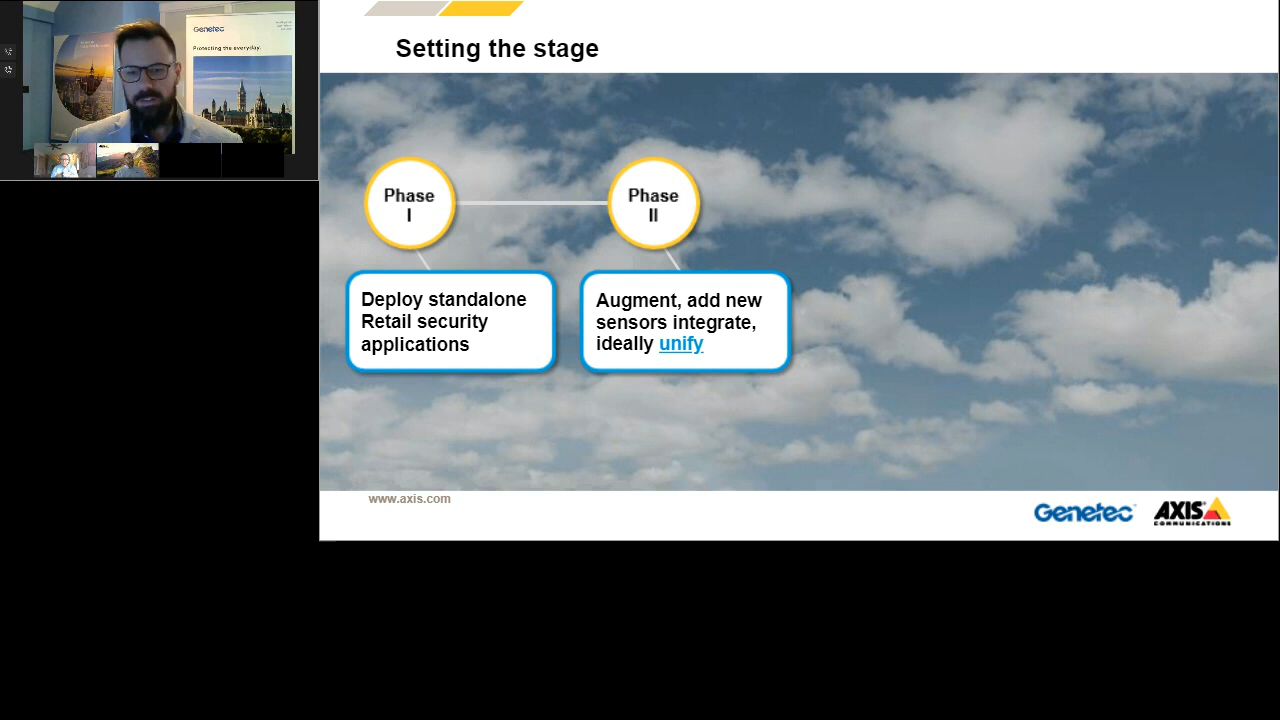 Genetec
Protecting the everyday.
Setting the stage
Phase
I
Phase
II
Deploy standalone
Retail security
applications
Augment, add new
sensors integrate,
ideally unify
www.axis.com
Genetec
AXIS
COMMUNICATIONS